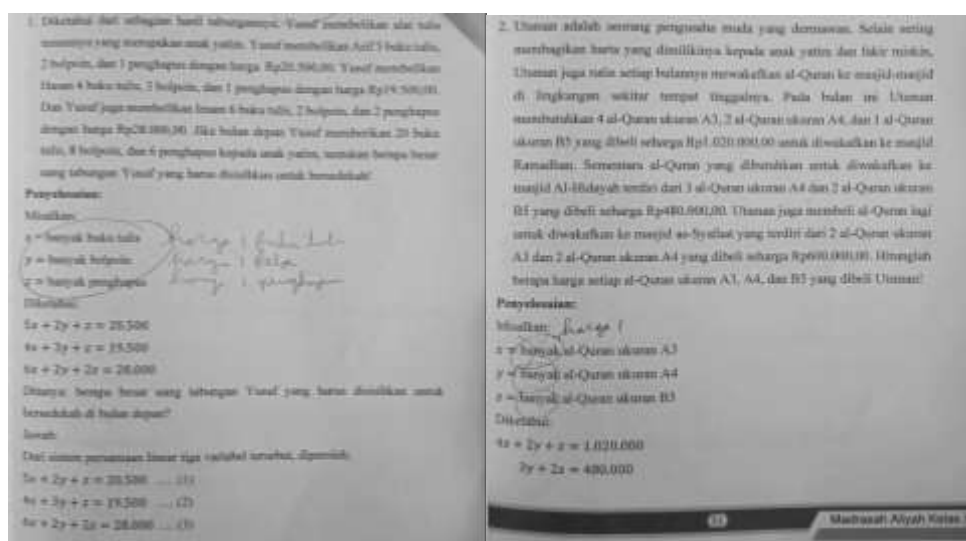 1. Diketahui dari sebagian hasil tabungannya, Yusuf membelikan alat tulis
temannya yang merupakan anak yatim. Yusuf membelikan Arif 5 buku tulis,
2 bolpoin, dan 1 penghapus dengan harga Rp20.500,00. Yusuf membelikan
Hasan 4 buku tulis, 3 bolpoin, dan 1 penghapus dengan harga Rp19.500,00.
Dan Yusuf juga membelikan Imam 6 buku tulis, 2 bolpoin, dan 2 penghapus
dengan harga Rp28.000,00. Jika bulan depan Yusuf memberikan 20 buku
tulis, 8 bolpoin, dan 6 penghapus kepada anak yatim, tentukan berapa besar
uang tabungan Yusuf yang harus disisihkan untuk bersedekah!
Penyelesaian:
Misalkan:
x = banyak buku tulis harga 1 buku tulis
y = banyak bolpoin harga 1
z = banyak penghapus harga 1 penghapus
Diketahui:
5x + 2y + z = 20.500
4x + 3y + z = 19.500
6x + 2y + 2z = 28.000
Ditanya: berapa besar uang tabungan Yusuf yang harus disisihkan untuk
bersedekah di bulan depan?
Jawab:
Dari sistem persamaan linear tiga variabel tersebut, diperoleh:
5x + 2y + z = 20.500 .... (1)
4x + 3y + z = 19.500 .... (2)
6x + 2y + 2z = 28.000 .... (3)
2. Utsman adalah seorang pengusaha muda yang dermawan. Selain sering
membagikan harta yang dimilikinya kepada anak yatim dan fakir miskin,
Utsman juga rutin setiap bulannya mewakafkan al-Quran ke masjid-masjid
di lingkungan sekitar tempat tinggalnya. Pada bulan ini Utsman
membutuhkan 4 al-Quran ukuran A3, 2 al-Quran ukuran A4, dan 1 al-Quran
ukuran B5 yang dibeli seharga Rp1.020.000,00 untuk diwakafkan ke masjid
Ramadhan. Sementara al-Quran yang dibutuhkan untuk diwakafkan ke
masjid Al-Hidayah terdiri dari 3 al-Quran ukuran A4 dan 2 al-Quran ukuran
B5 yang dibeli seharga Rp480.000,00. Utsman juga membeli al-Quran lagi
untuk diwakafkan ke masjid as-Syafaat yang terdiri dari 2 al-Quran ukuran
A3 dan 2 al-Quran ukuran A4 yang dibeli seharga Rp600.000,00. Hitunglah
berapa harga setiap al-Quran ukuran A3, A4, dan B5 yang dibeli Utsman!
Penyelesaian:
Misalkan: harga 1
x = banyak al-Quran ukuran A3
y = banyak al-Quran ukuran A4
z = banyak al-Quran ukuran B5
Diketahui:
4x + 2y + z = 1.020.000
3y + 2z = 480.000
Madrasah Aliyah Kelas